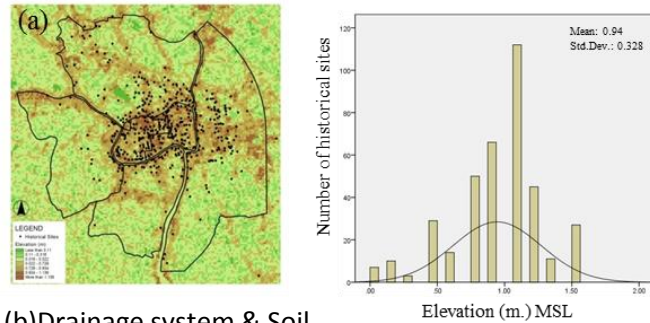 (a)
LEGEND
Historical Sites
Elevation (m)
Number of historical sites
120
100
80
60
40
20
0
Mean: 0.94
Std.Dev.: 0.328
.00
.50
1.00
1.50
2.00
Elevation (m.) MSL
(b)Drainage system & Soil